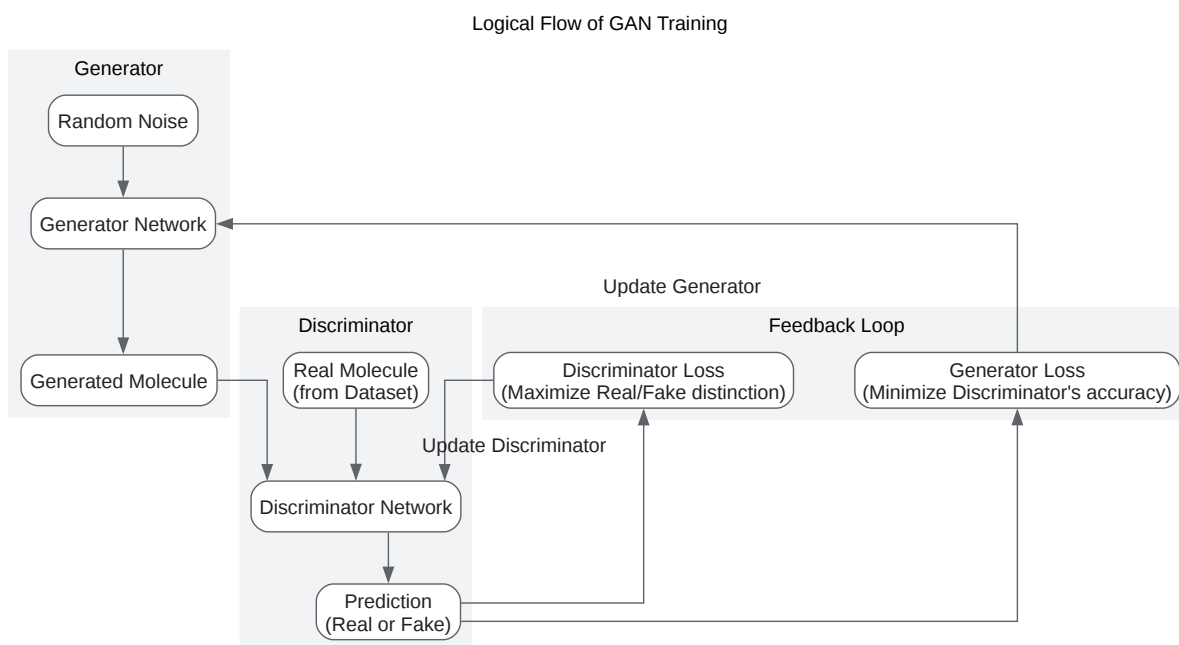 Logical Flow of GAN Training
Generator
Random Noise
Generator Network
Generated Molecule
Update Generator
Discriminator
Real Molecule
(from Dataset)
Discriminator Network
Prediction
(Real or Fake)
Feedback Loop
Discriminator Loss
(Maximize Real/Fake distinction)
Generator Loss
(Minimize Discriminator's accuracy)
Update Discriminator